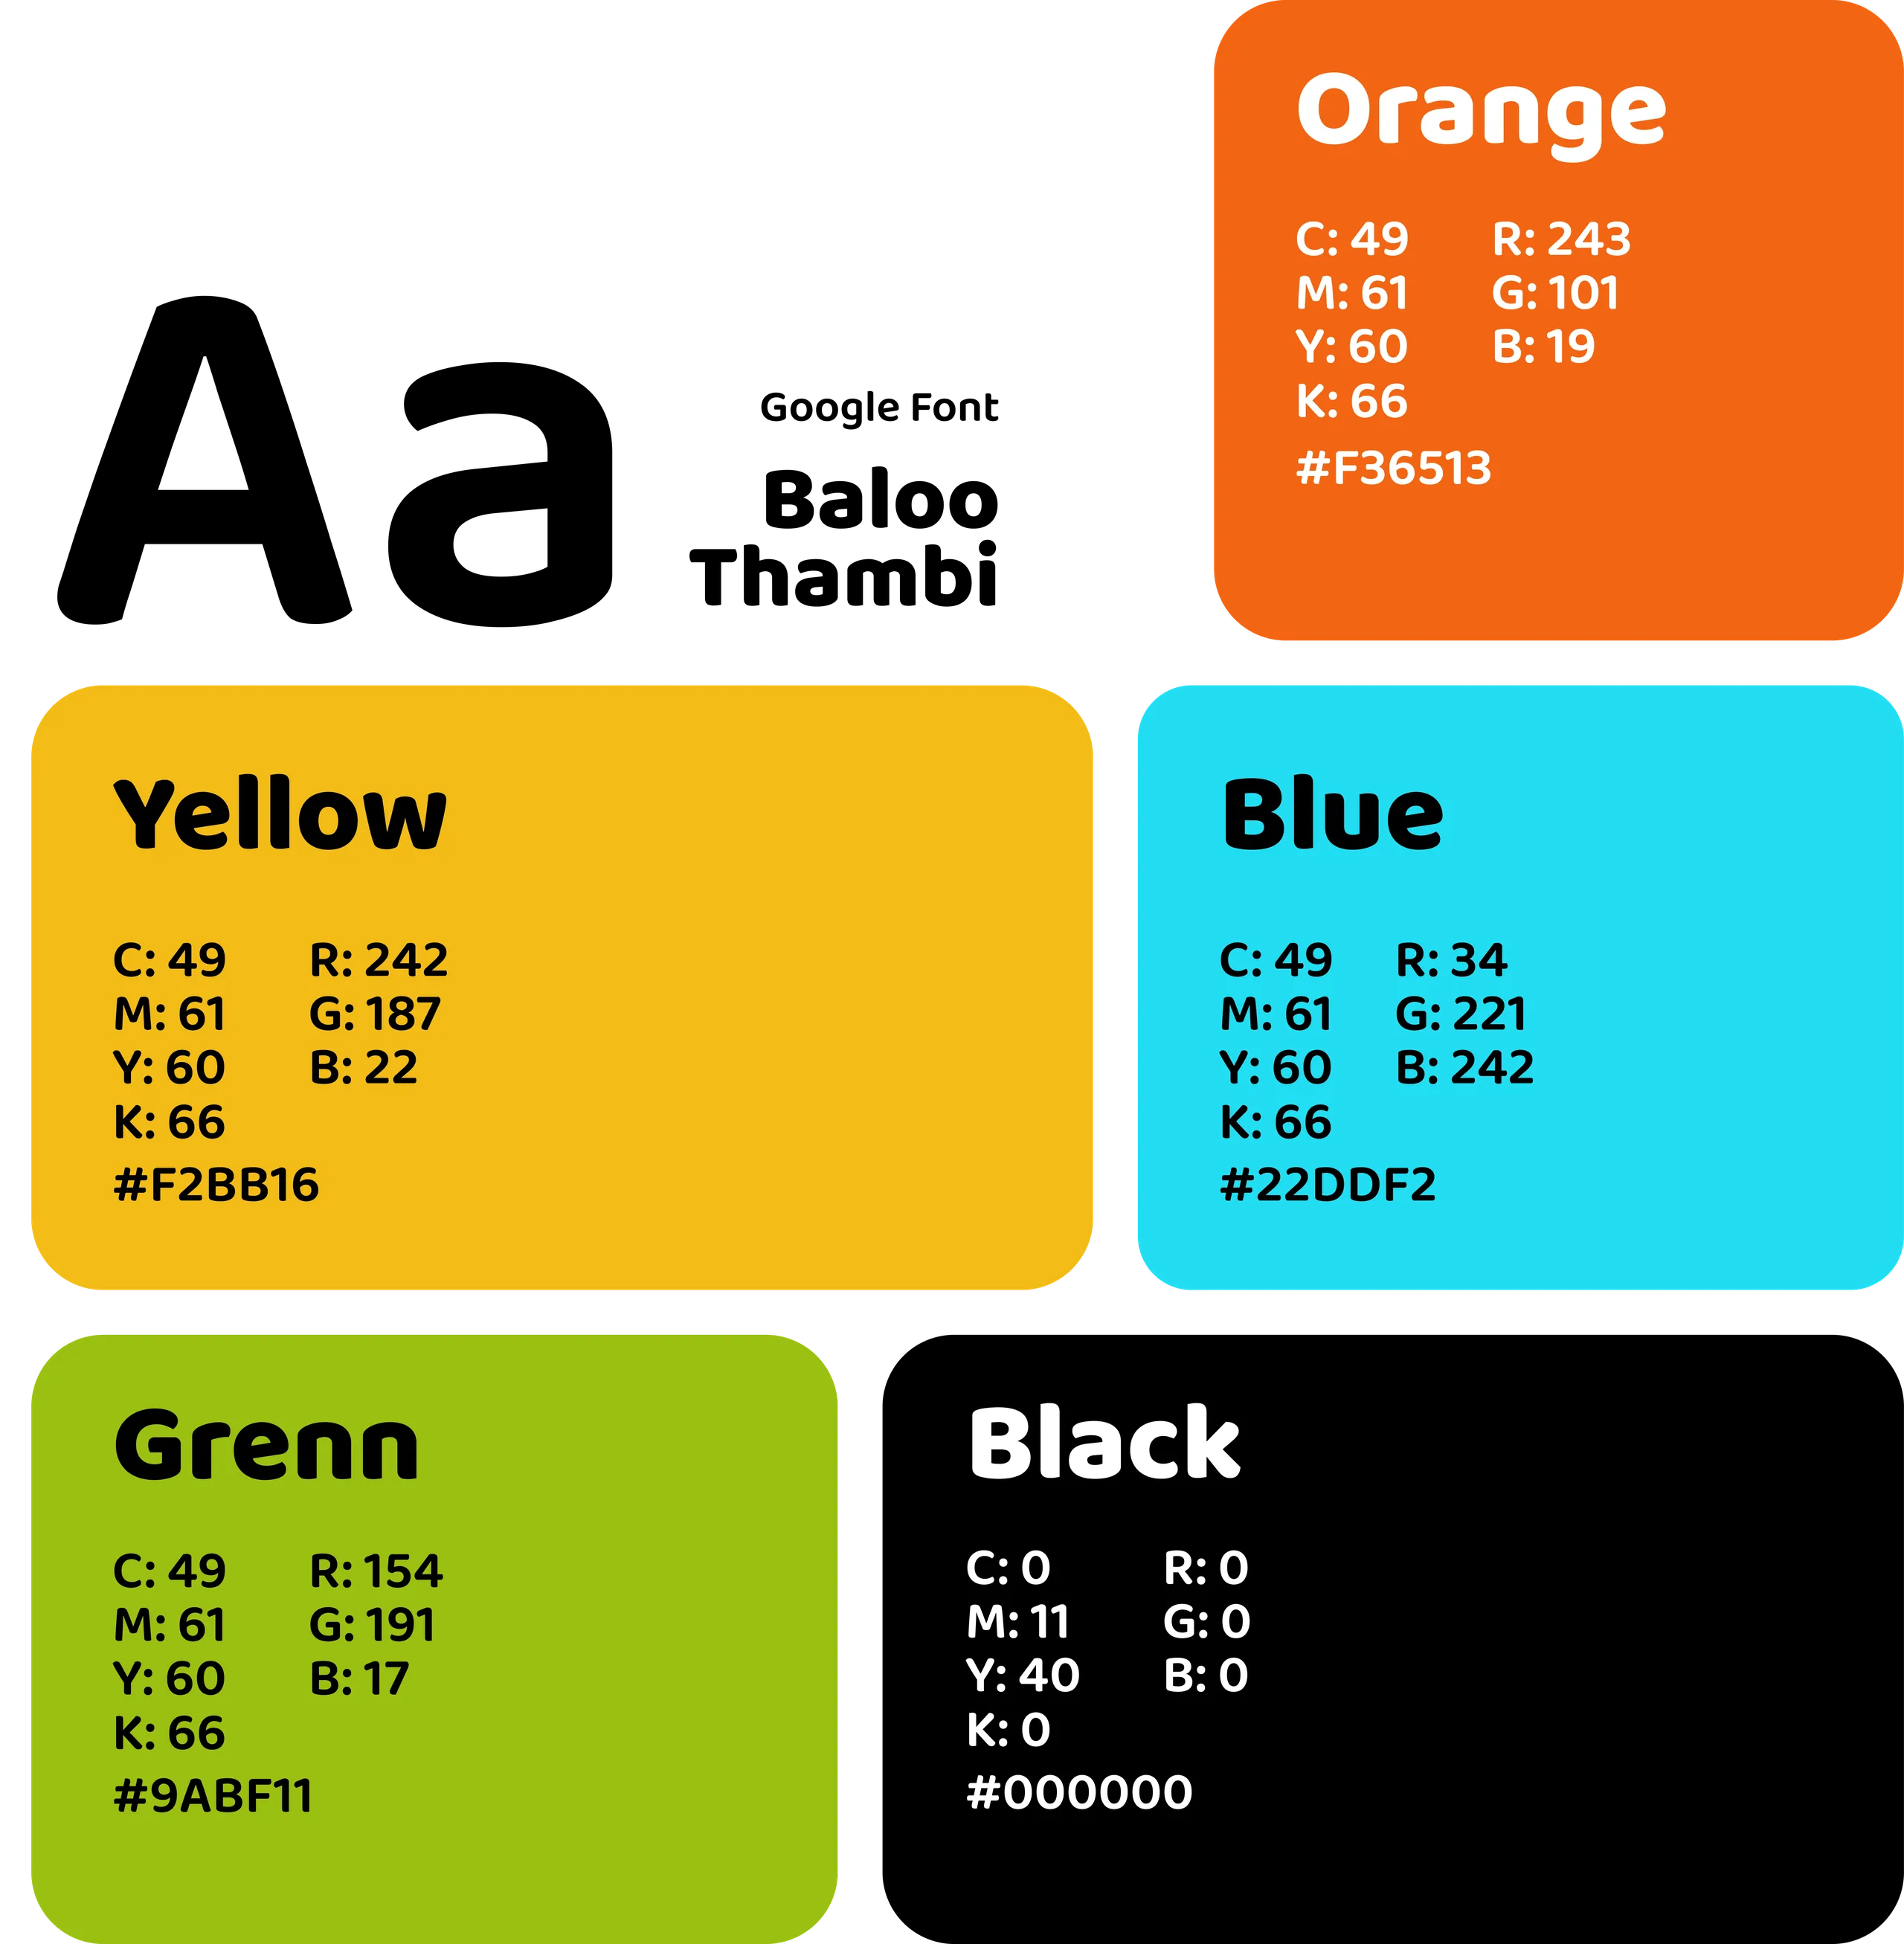 Aa
Google Font
Baloo
Thambi
Orange
C: 49
M: 61
Y: 60
K: 66
R: 243
G: 101
B: 19
#F36513
Yellow
C: 49
M: 61
Y: 60
K: 66
R: 242
G: 187
B: 22
#F2BB16
Blue
C: 49
M: 61
Y: 60
K: 66
R: 34
G: 221
B: 242
#22DDF2
Grenn
C: 49
M: 61
Y: 60
K: 66
R: 154
G: 191
B: 17
#9ABF11
Black
C: 0
M: 11
Y: 40
K: 0
R: 0
G: 0
B: 0
#000000